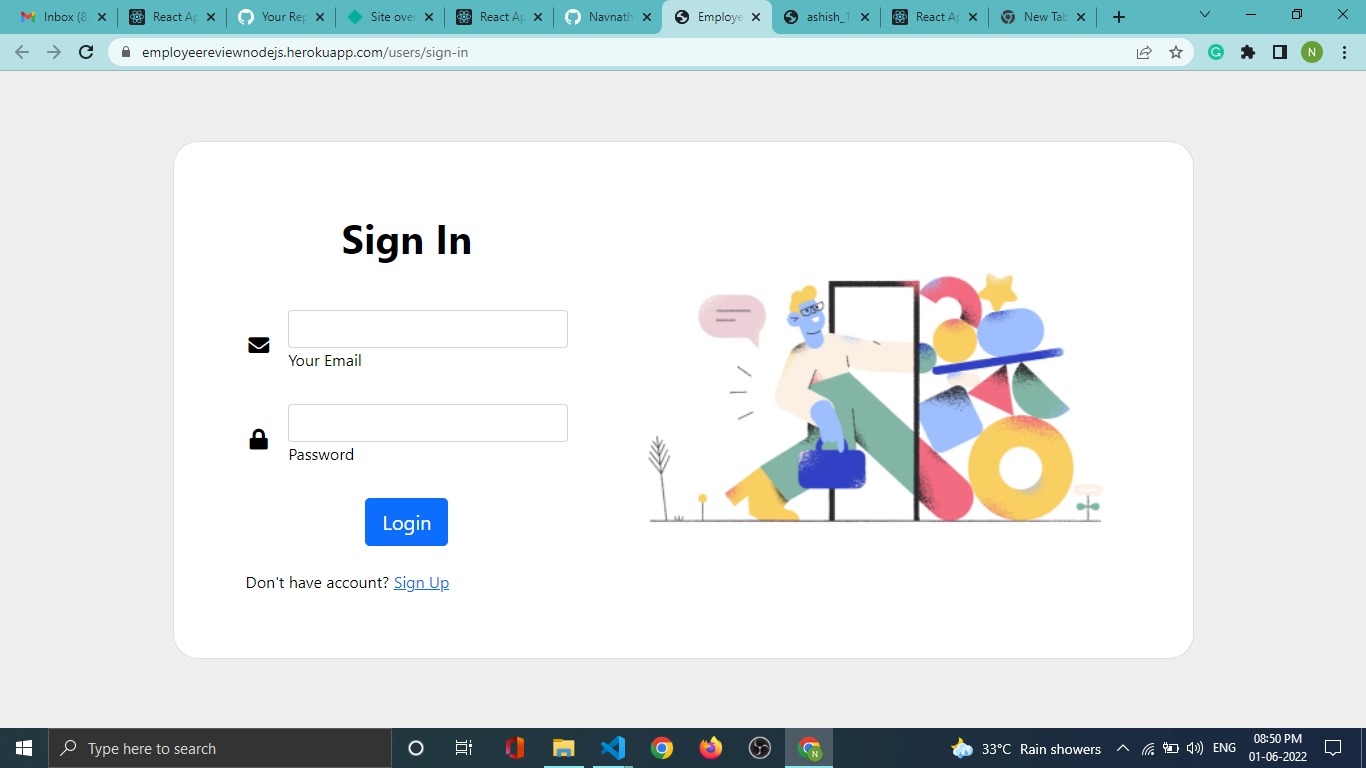 Inbox (8
React Ap
Your Rep
Site over
React Ap
Navnath
Employe
ashish_1
React Ap
New Tab
employeereviewnodejs.herokuapp.com/users/sign-in
N
Sign In
Your Email
Password
Login
Don't have account? Sign Up
Type here to search
N
33°C Rain showers
ENG
08:50 PM
01-06-2022